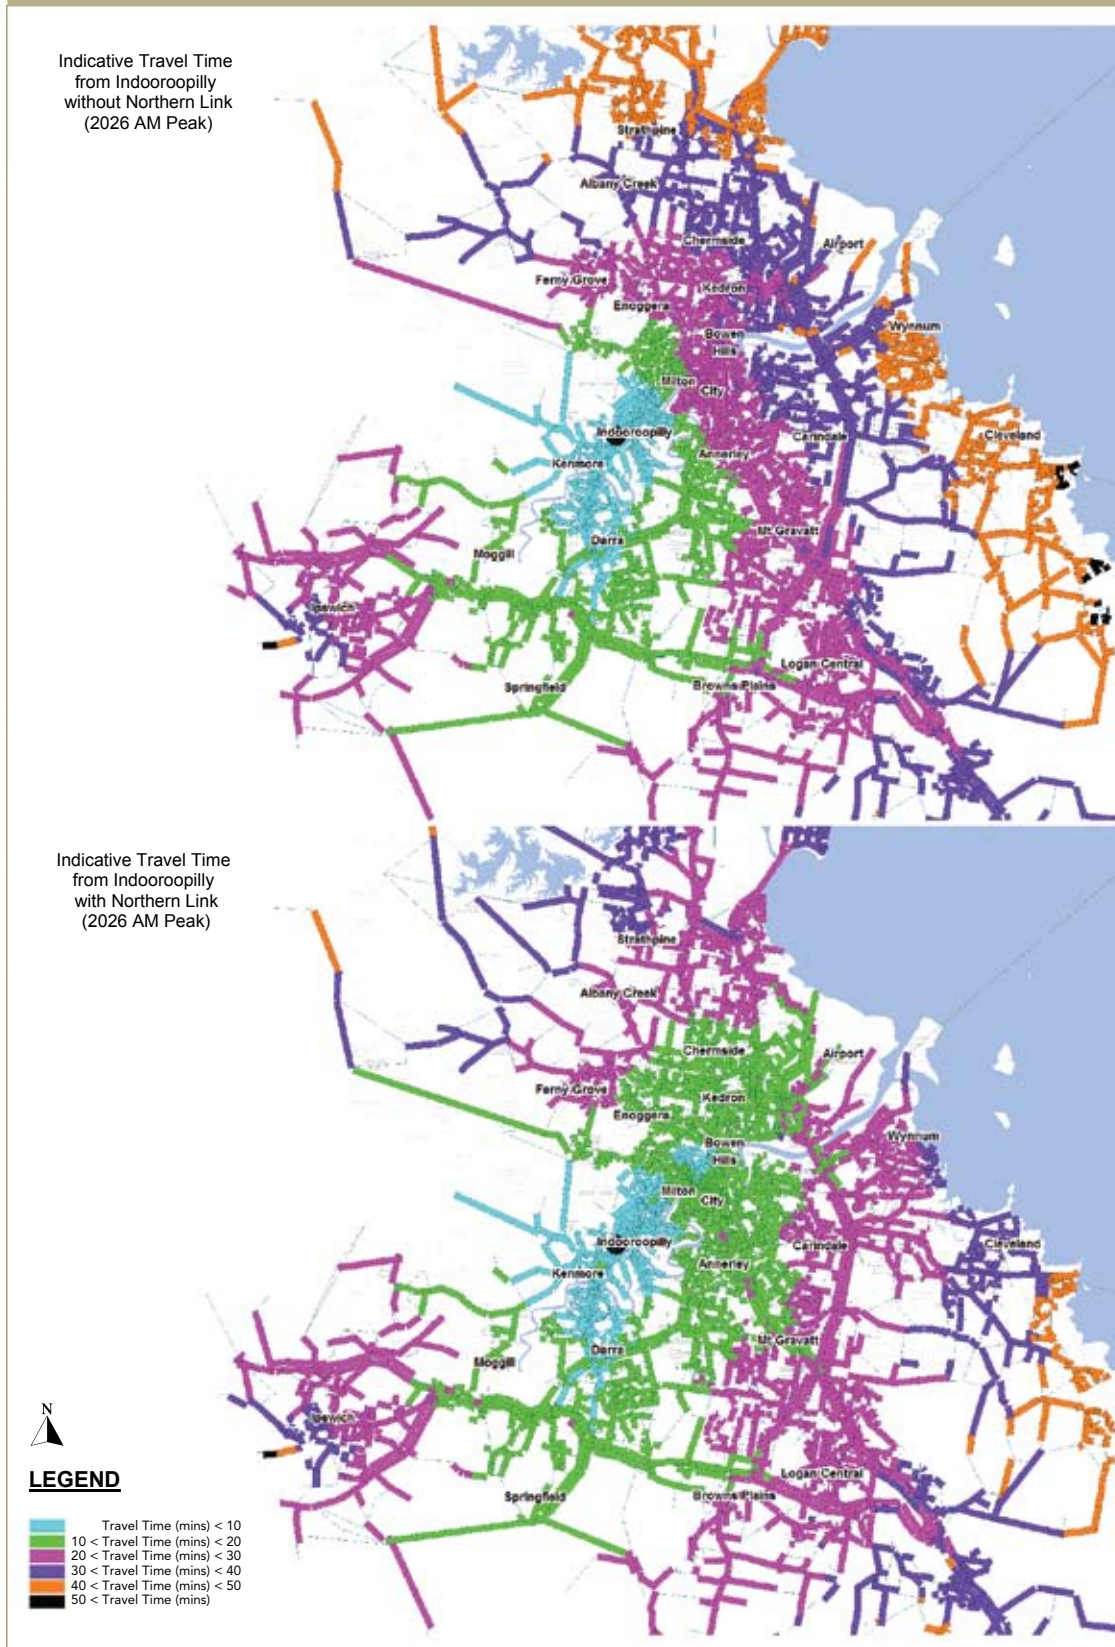 Indicative Travel Time
from Indooroopilly
without Northern Link
(2026 AM Peak)
Strathpine
Albany Creek
Chermside
Airport
Ferny Grove
Kedron
Enoggera
Bowen
Hills
Wynnum
Milton
City
Indooroopilly
Carindale
Cleveland
Annerley
Kenmore
Mt Gravatt
Darra
Moggill
Ipswich
Logan Central
Springfield
Browns Plains
Indicative Travel Time
from Indooroopilly
with Northern Link
(2026 AM Peak)
Strathpine
Albany Creek
Chermside
Airport
Ferny Grove
Kedron
Enoggera
Bowen
Hills
Wynnum
Milton
City
Indooroopilly
Carindale
Cleveland
Annerley
Kenmore
Mt Gravatt
Darra
Moggill
Ipswich
Logan Central
Springfield
Browns Plains
N
LEGEND
Travel Time (mins) < 10
10 < Travel Time (mins) < 20
20 < Travel Time (mins) < 30
30 < Travel Time (mins) < 40
40 < Travel Time (mins) < 50
50 < Travel Time (mins)